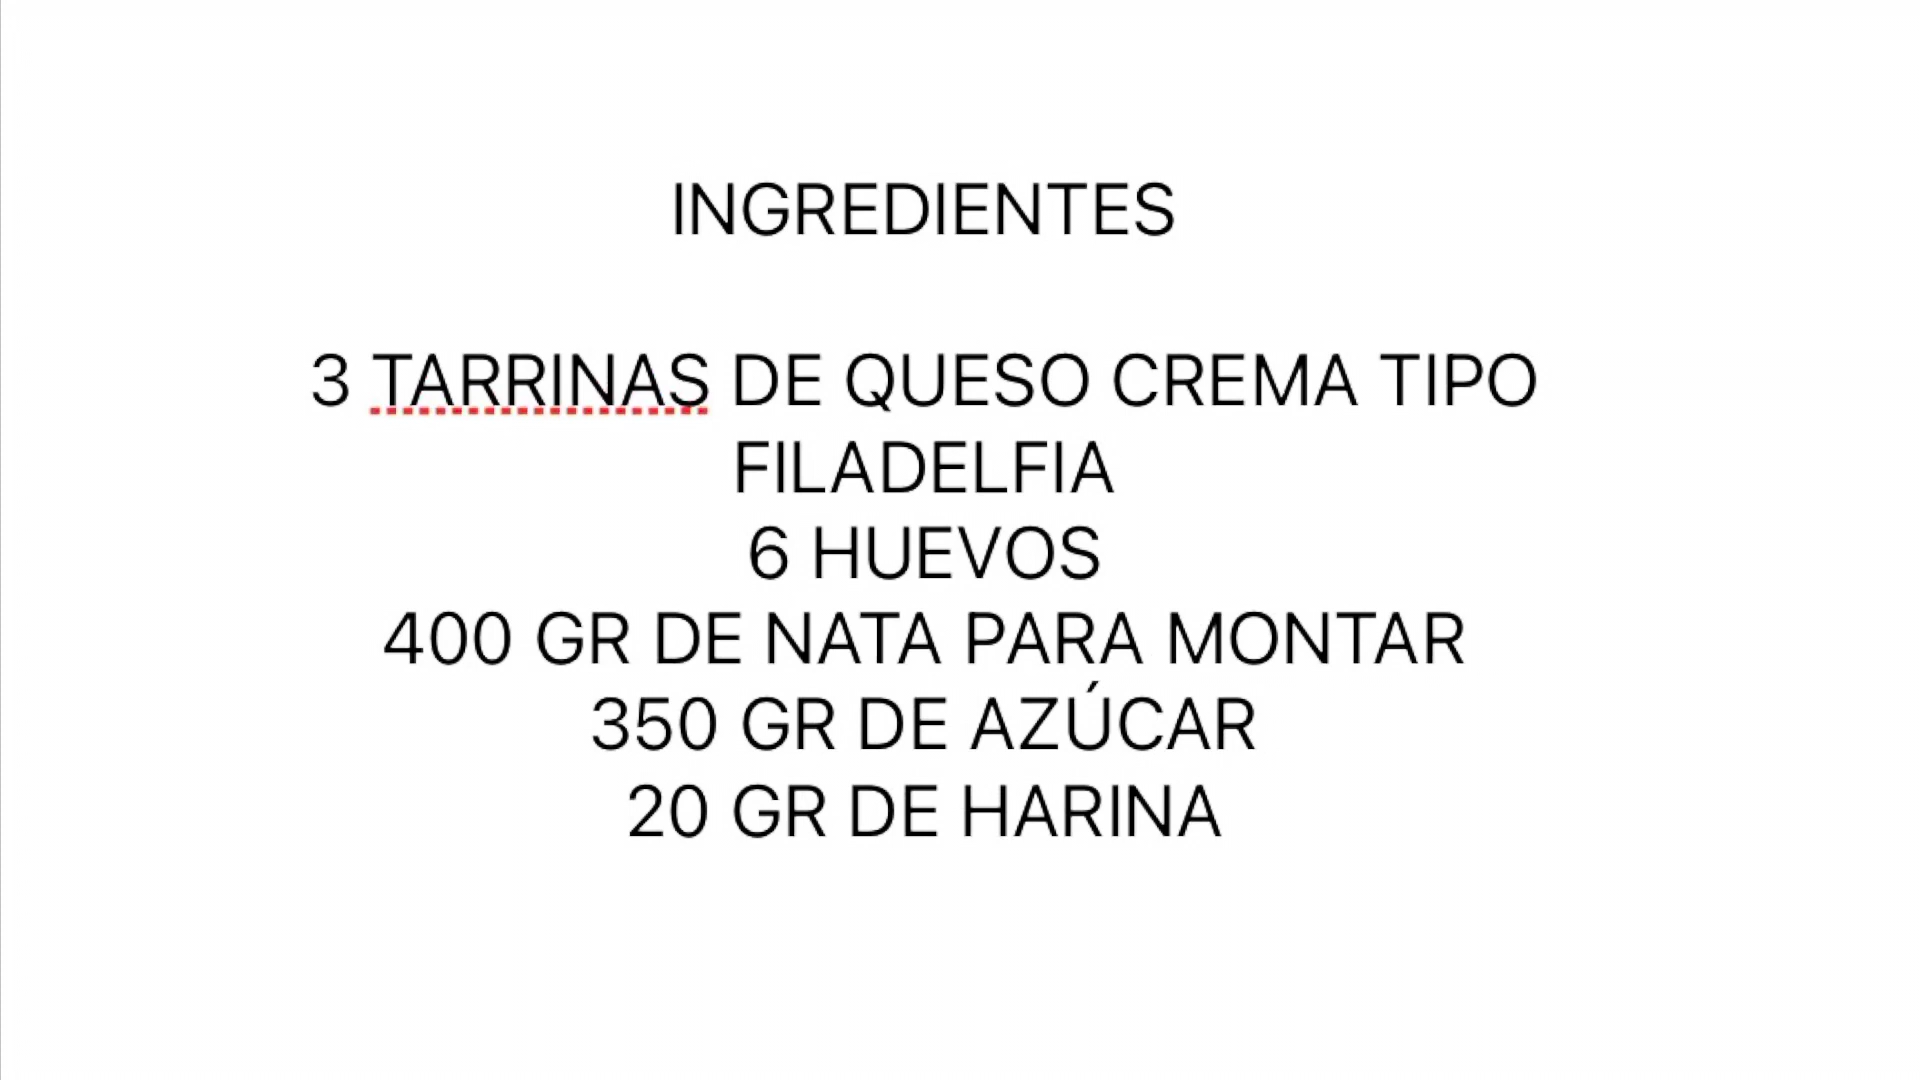 INGREDIENTES
3 TARRINAS DE QUESO CREMA TIPO
FILADELFIA
6 HUEVOS
400 GR DE NATA PARA MONTAR
350 GR DE AZÚCAR
20 GR DE HARINA